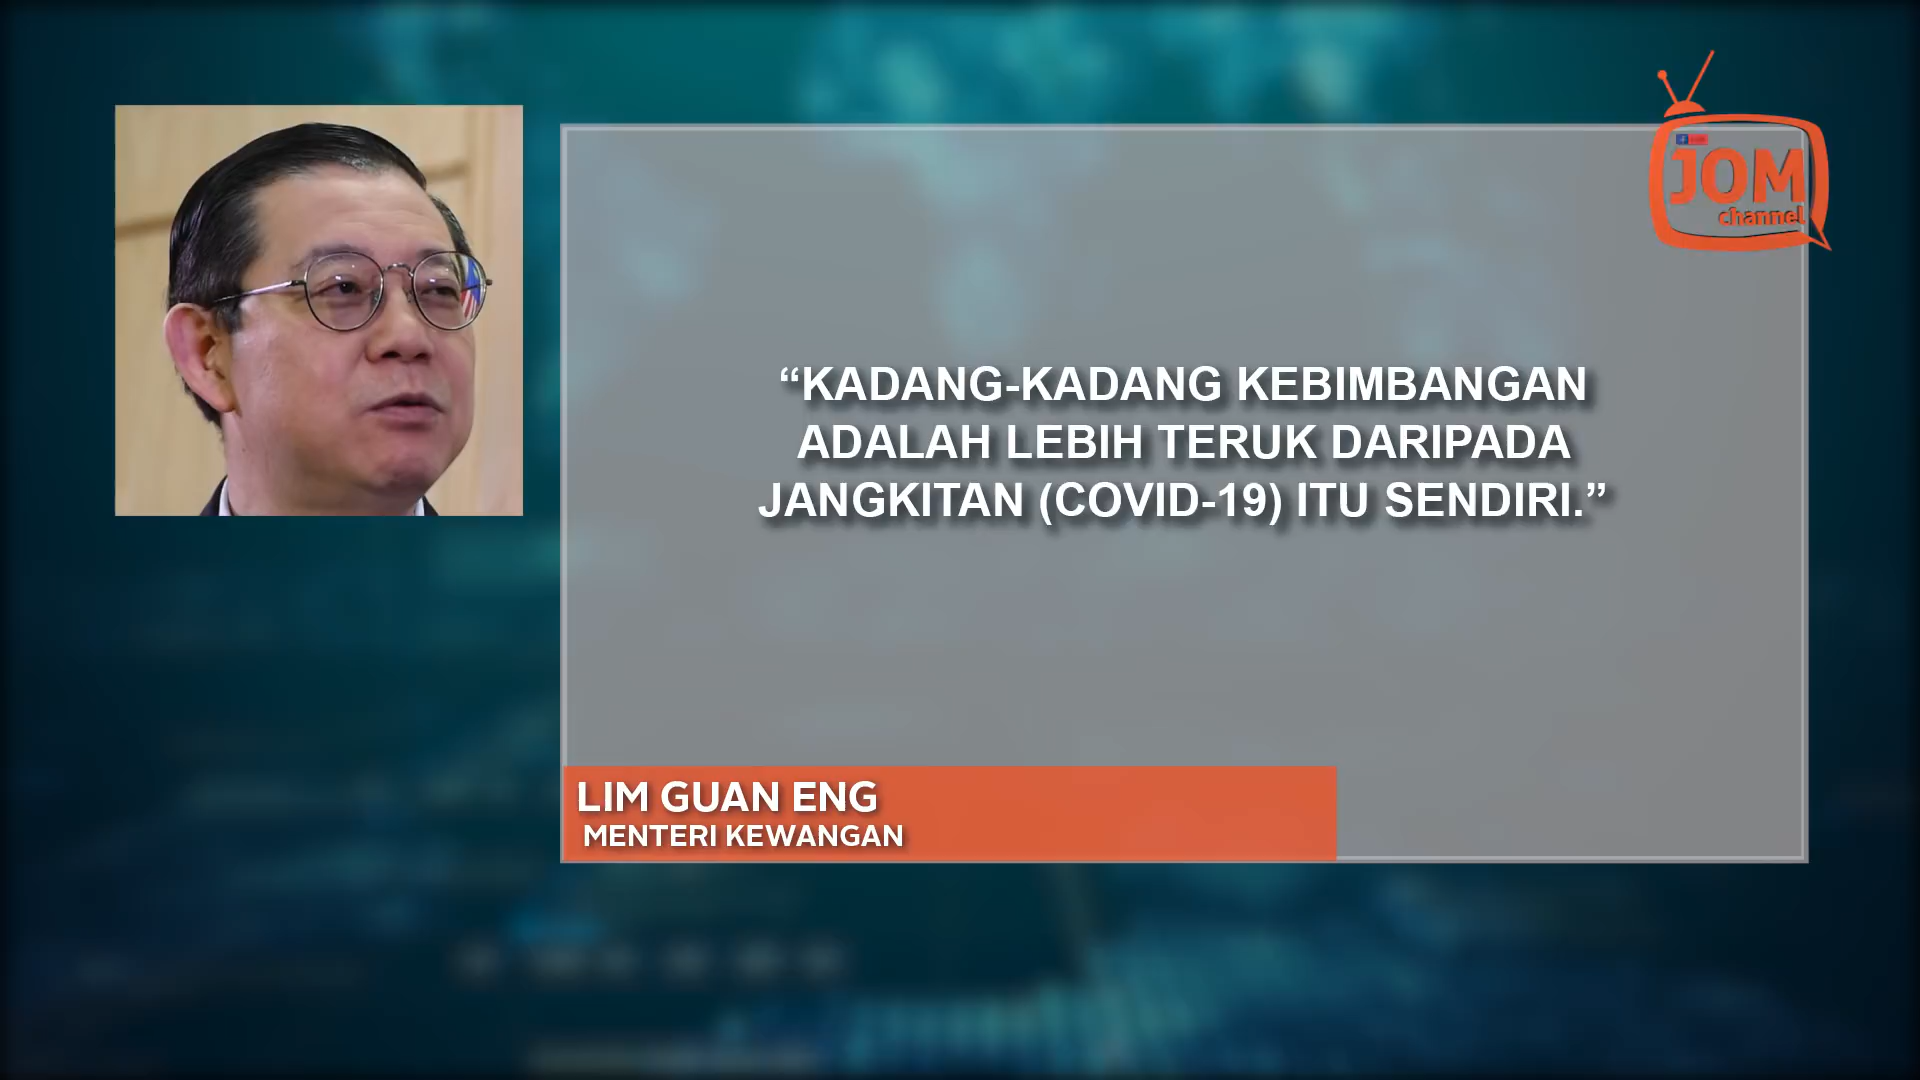 JOM
channel
“KADANG-KADANG KEBIMBANGAN
ADALAH LEBIH TERUK DARIPADA
JANGKITAN (COVID-19) ITU SENDIRI.”
LIM GUAN ENG
MENTERI KEWANGAN